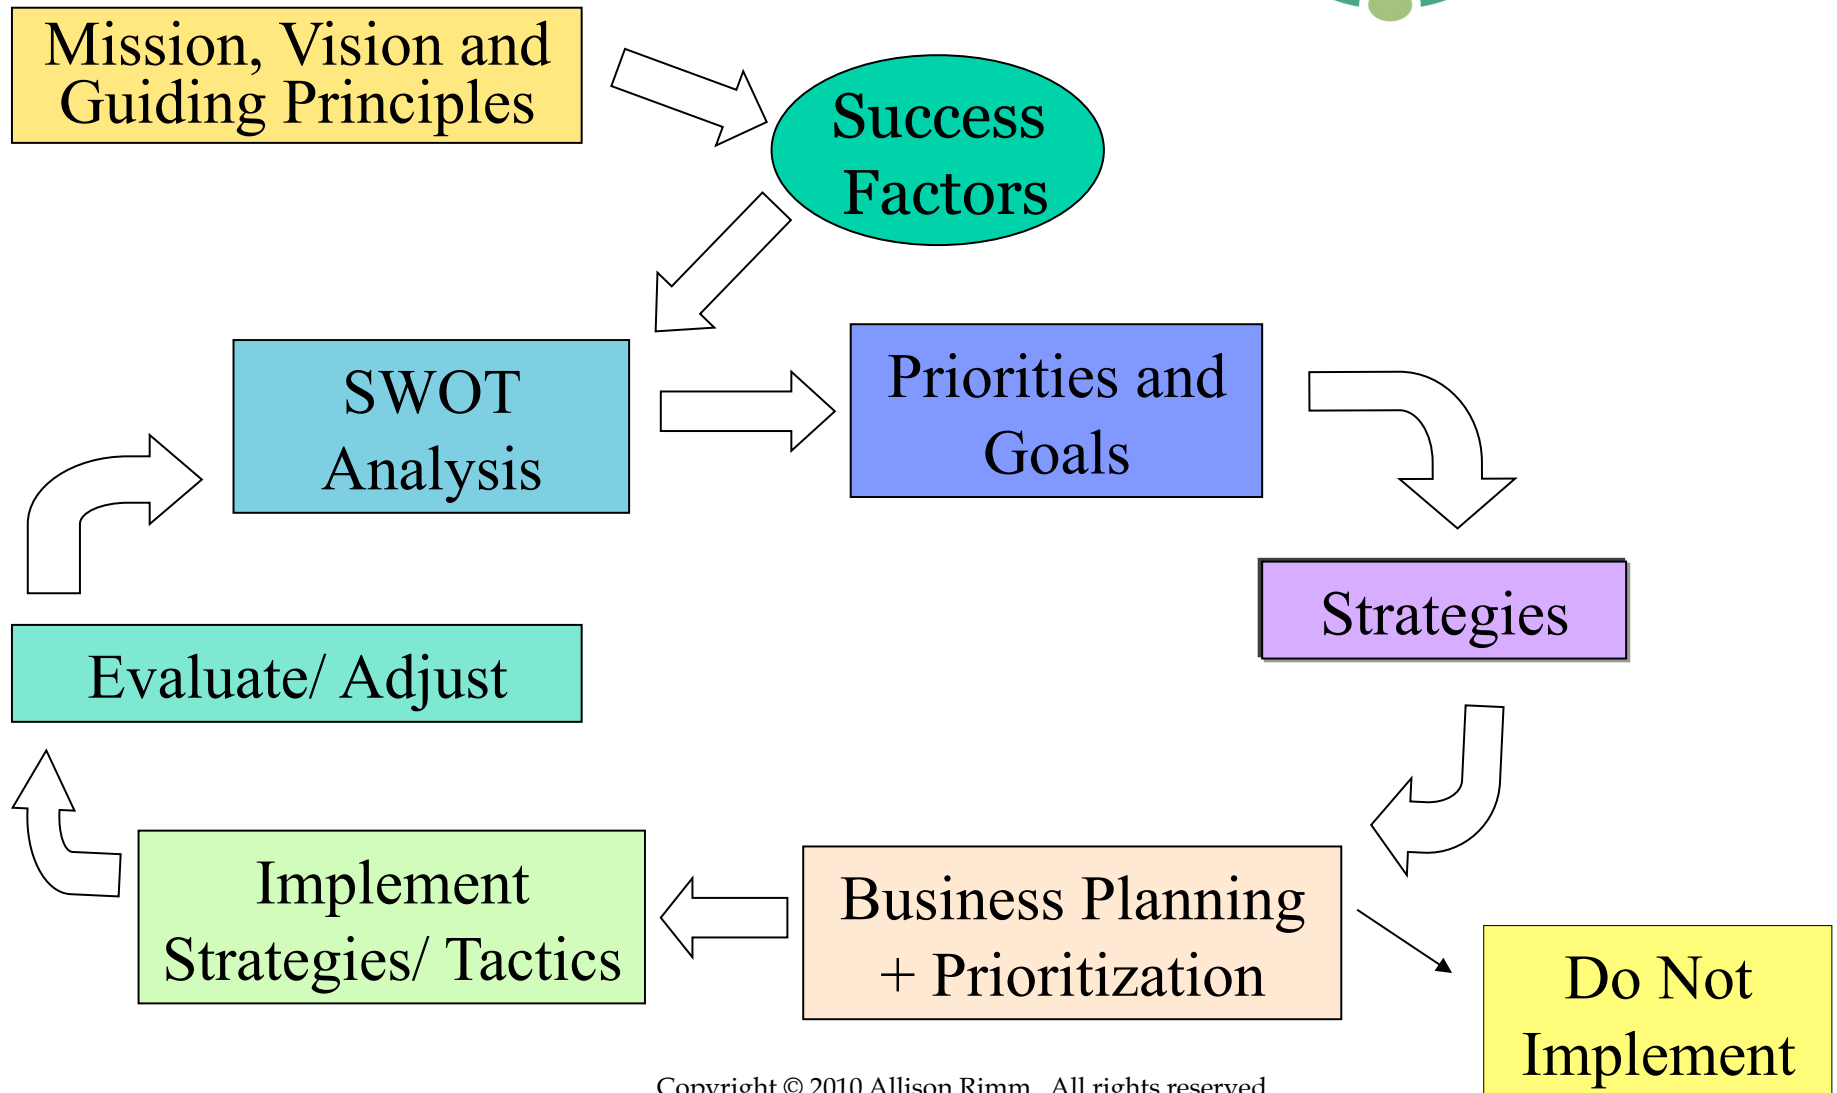 Mission, Vision and
Guiding Principles
Success
Factors
SWOT
Analysis
Priorities and
Goals
Strategies
Evaluate/ Adjust
Implement
Strategies/ Tactics
Business Planning
+ Prioritization
Do Not
Implement
Copyright © 2010 Allison Rimm. All rights reserved